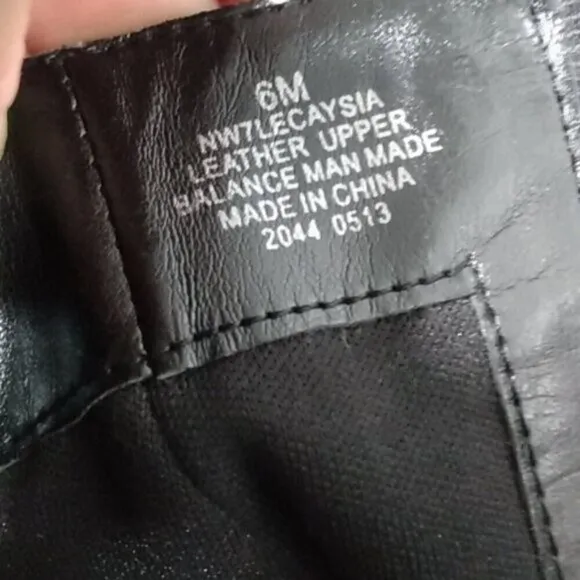 6M
NW7LECAYSIA
LEATHER UPPER
BALANCE MAN MADE
MADE IN CHINA
2044 0513